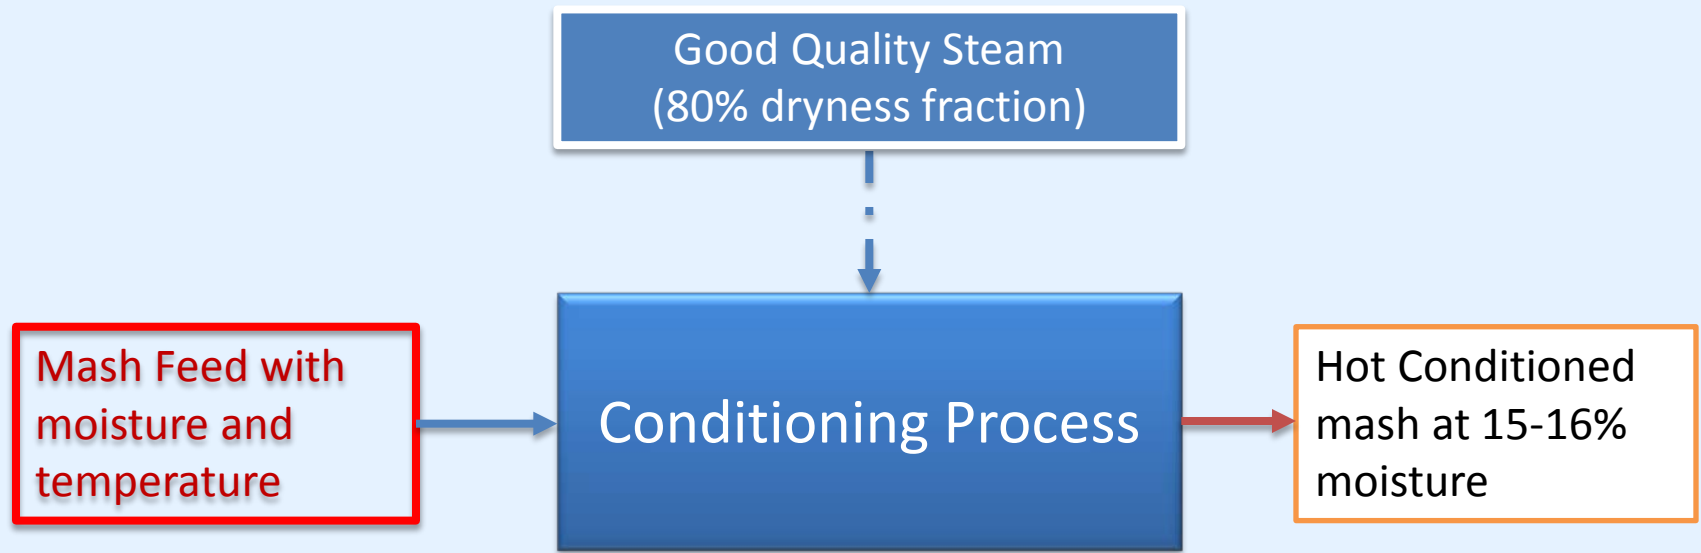 Good Quality Steam
(80% dryness fraction)
Mash Feed with
moisture and
temperature
Conditioning Process
Hot Conditioned
mash at 15-16%
moisture